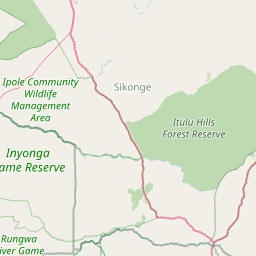 Ipole Community
Wildlife
Management
Area
Sikonge
Itulu Hills
Forest Reserve
Inyonga
ame Reserve
Rungwa
iver Game